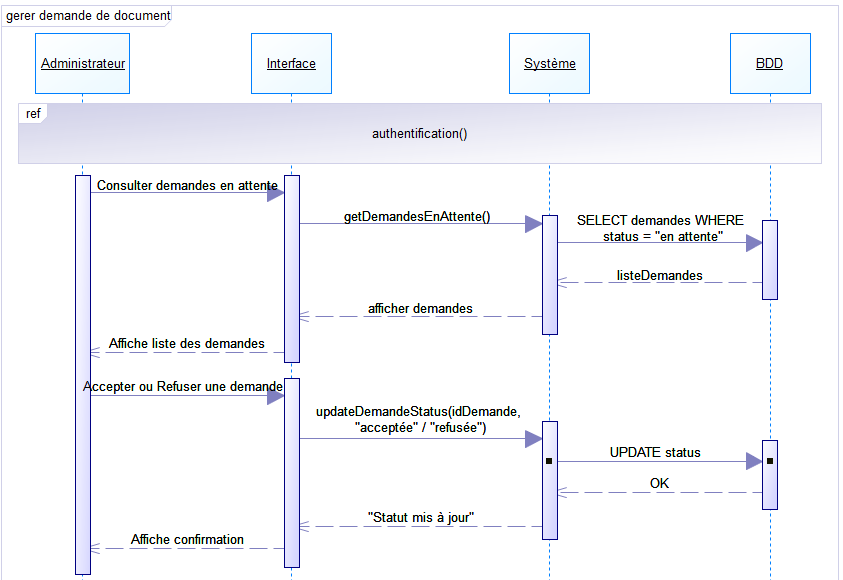 gerer demande de document
Administrateur
Interface
Système
BDD
ref
authentification()
Consulter demandes en attente
getDemandesEnAttente()
SELECT demandes WHERE
status = "en attente"
listeDemandes
afficher demandes
Affiche liste des demandes
Accepter ou Refuser une demande
updateDemandeStatus(idDemande,
"acceptée" / "refusée")
UPDATE status
OK
"Statut mis à jour"
Affiche confirmation